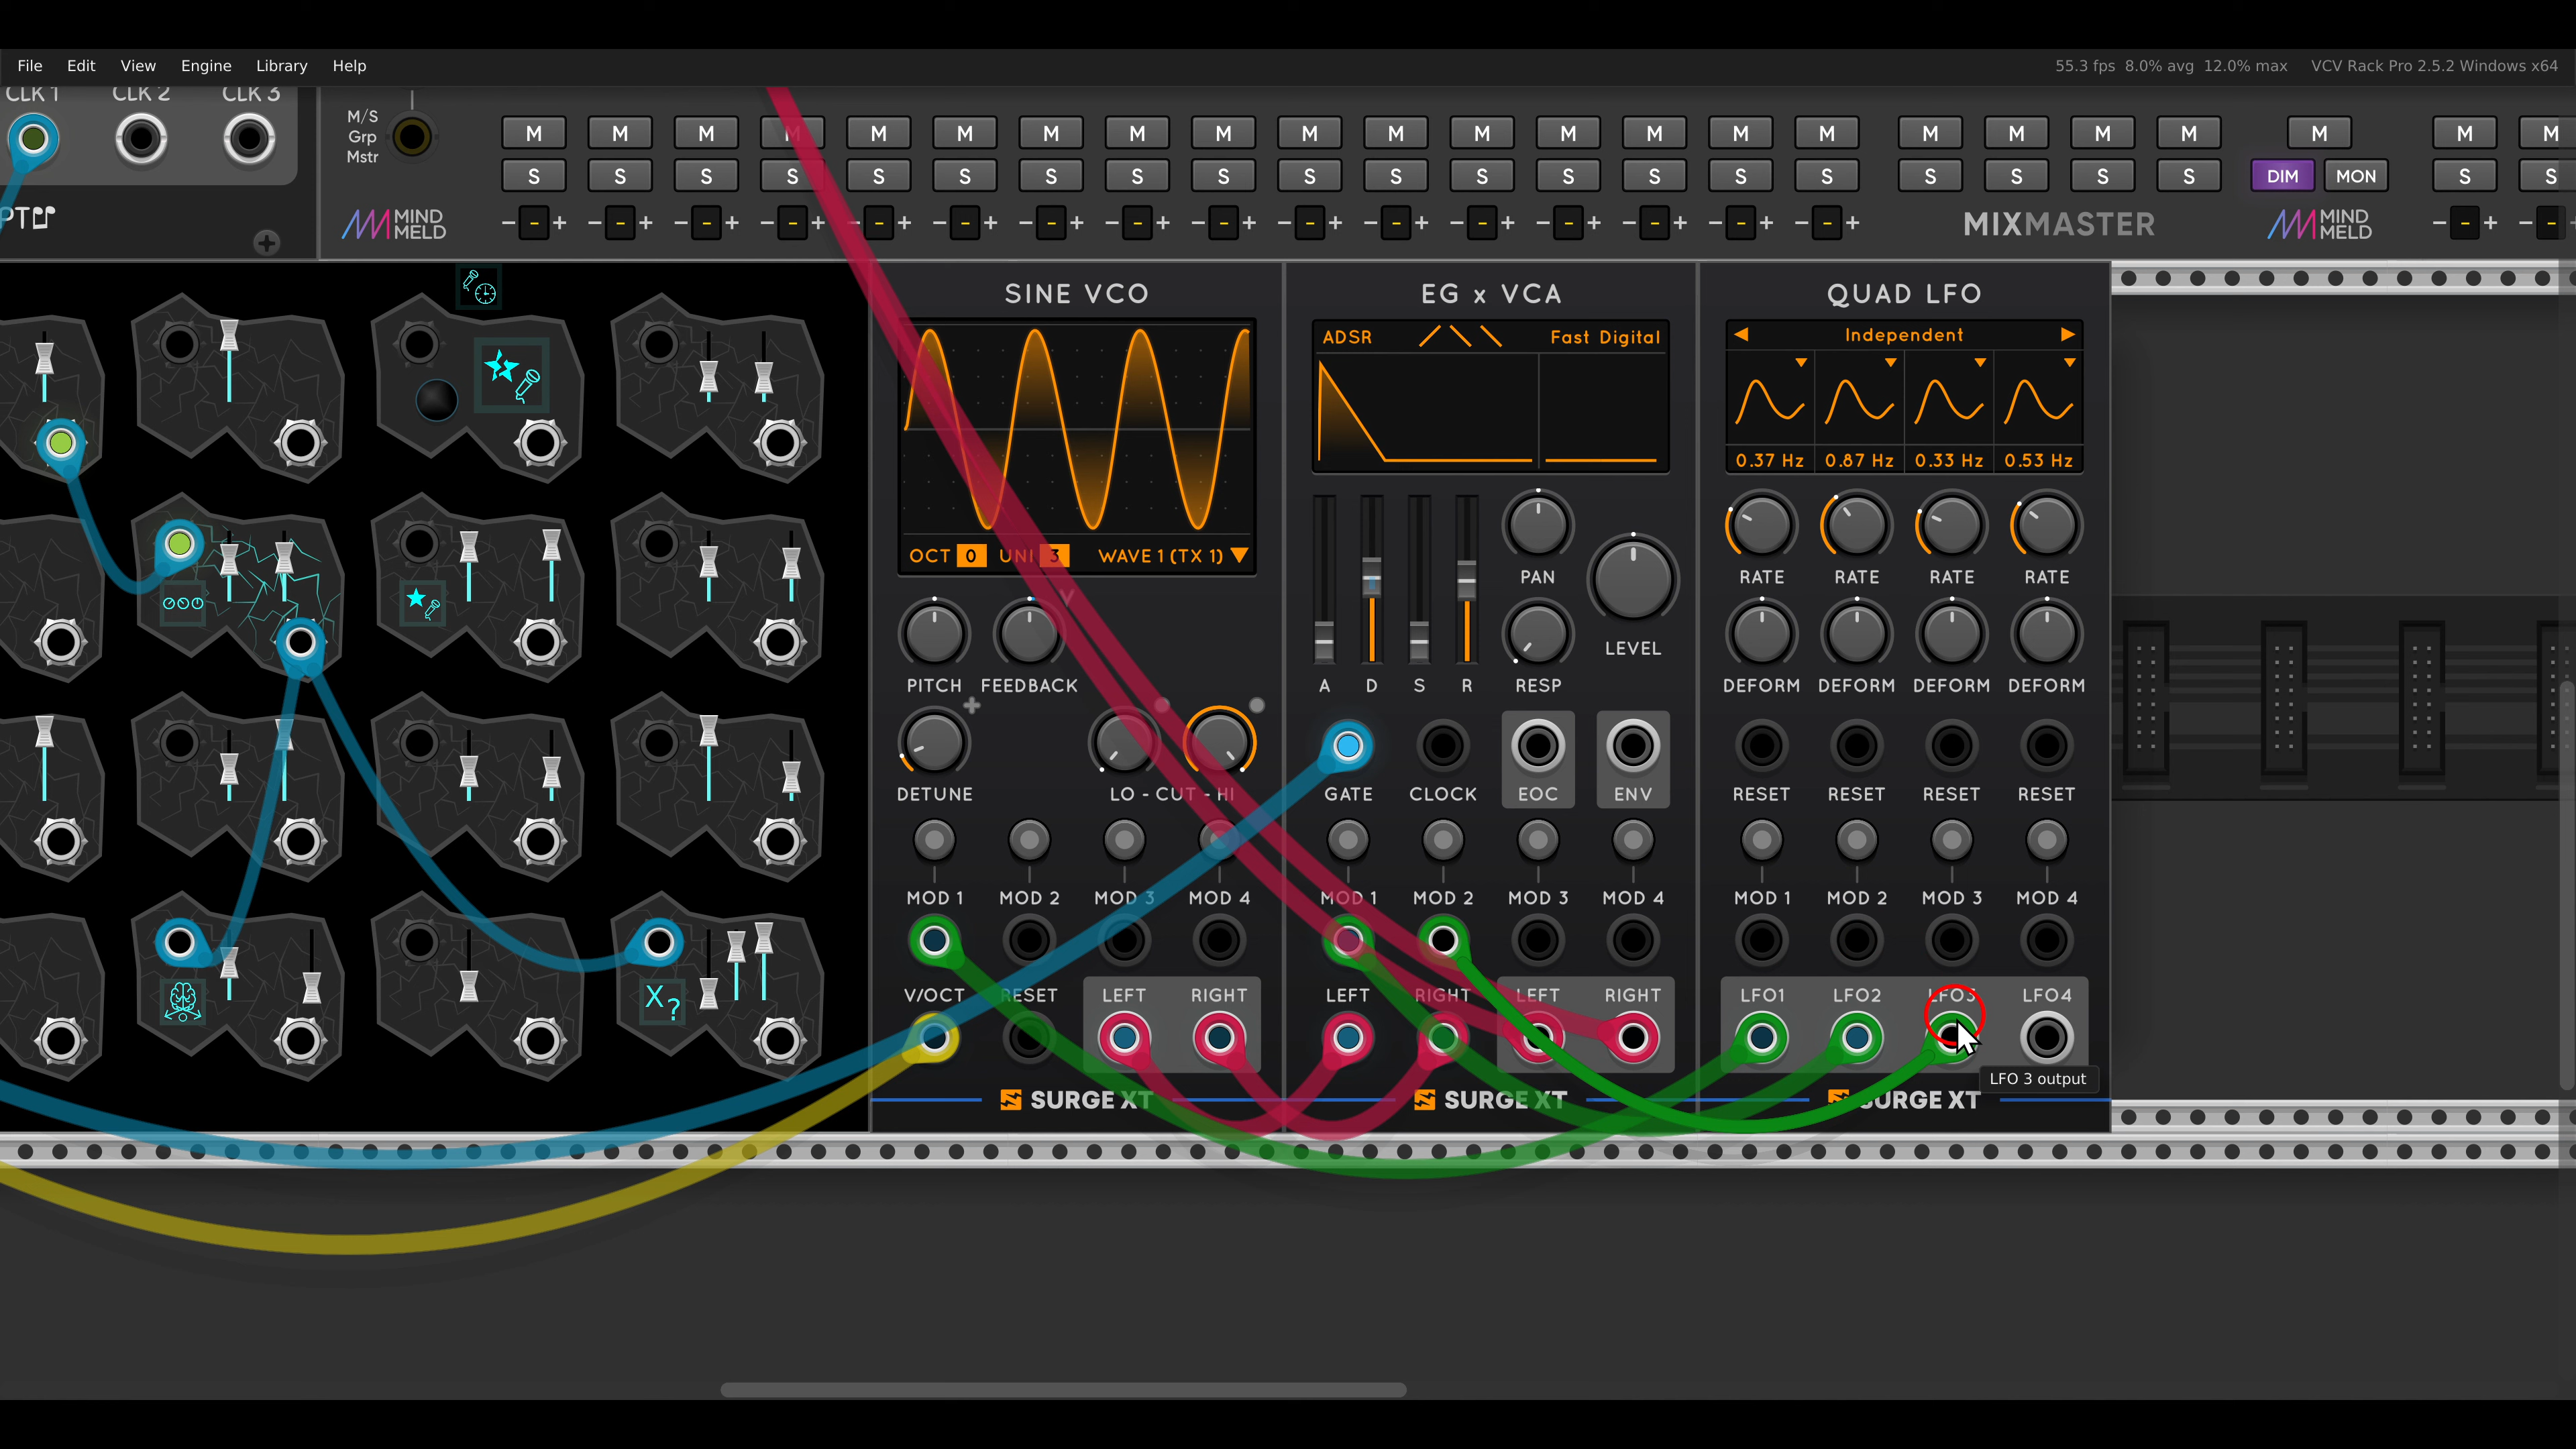 File Edit View Engine Library Help
55.3 fps 8.0% avg 12.0% max VCV Rack Pro 2.5.2 Windows x64
CLK 1 CLK 2 CLK 3
M/S
Grp
Mstr
M M M M M M M M M M M M M M M M M M M M M M M
S S S S S S S S S S S S S S S S S S S S DIM MON S S
MIND
MELD
- - + - - + - - + - - + - - + - - + - - + - - + - - + - - + - - + - - + - - + - - + - - + - - +
MIXMASTER
MIND
MELD
- - + - -
SINE VCO
OCT 0 UNI 3 WAVE 1 (TX 1)
PITCH FEEDBACK
DETUNE LO - CUT - HI
MOD 1 MOD 2 MOD 3 MOD 4
V/OCT RESET LEFT RIGHT
SURGE XT
EG x VCA
ADSR Fast Digital
PAN
LEVEL
A D S R RESP
GATE CLOCK EOC ENV
MOD 1 MOD 2 MOD 3 MOD 4
LEFT RIGHT LEFT RIGHT
SURGE XT
QUAD LFO
Independent
0.37 Hz 0.87 Hz 0.33 Hz 0.53 Hz
RATE RATE RATE RATE
DEFORM DEFORM DEFORM DEFORM
RESET RESET RESET RESET
MOD 1 MOD 2 MOD 3 MOD 4
LFO1 LFO2 LFO3 LFO4
LFO 3 output
SURGE XT
X?